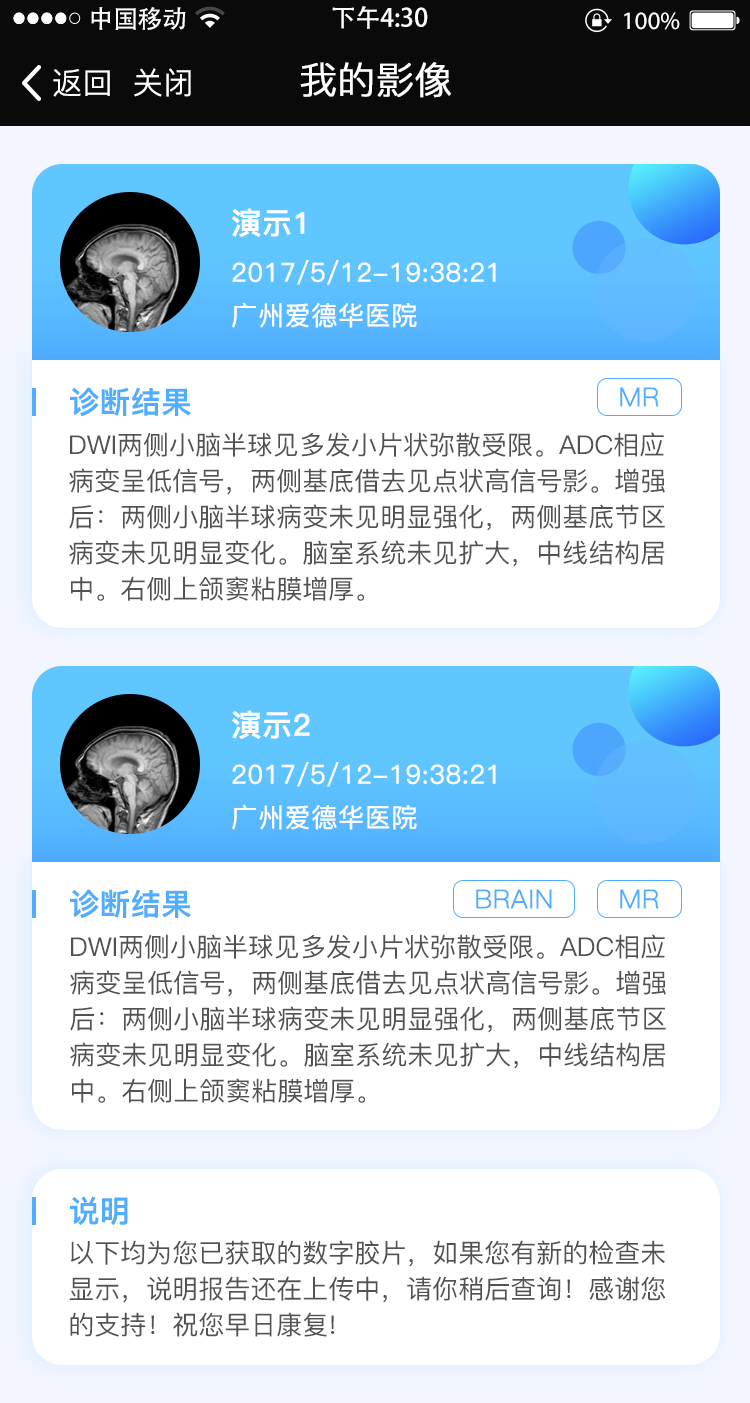 中国移动 下午4:30 100%
返回 关闭 我的影像
演示1
2017/5/12-19:38:21
广州爱德华医院
诊断结果 MR
DWI两侧小脑半球见多发小片状弥散受限。ADC相应
病变呈低信号，两侧基底借去见点状高信号影。增强
后：两侧小脑半球病变未见明显强化，两侧基底节区
病变未见明显变化。脑室系统未见扩大，中线结构居
中。右侧上颌窦粘膜增厚。
演示2
2017/5/12-19:38:21
广州爱德华医院
诊断结果 BRAIN MR
DWI两侧小脑半球见多发小片状弥散受限。ADC相应
病变呈低信号，两侧基底借去见点状高信号影。增强
后：两侧小脑半球病变未见明显强化，两侧基底节区
病变未见明显变化。脑室系统未见扩大，中线结构居
中。右侧上颌窦粘膜增厚。
说明
以下均为您已获取的数字胶片，如果您有新的检查未
显示，说明报告还在上传中，请你稍后查询！感谢您
的支持！祝您早日康复!